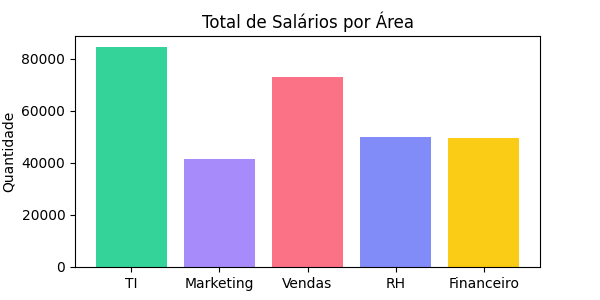 Total de Salários por Área
Quantidade
80000
60000
40000
20000
0
TI Marketing Vendas RH Financeiro